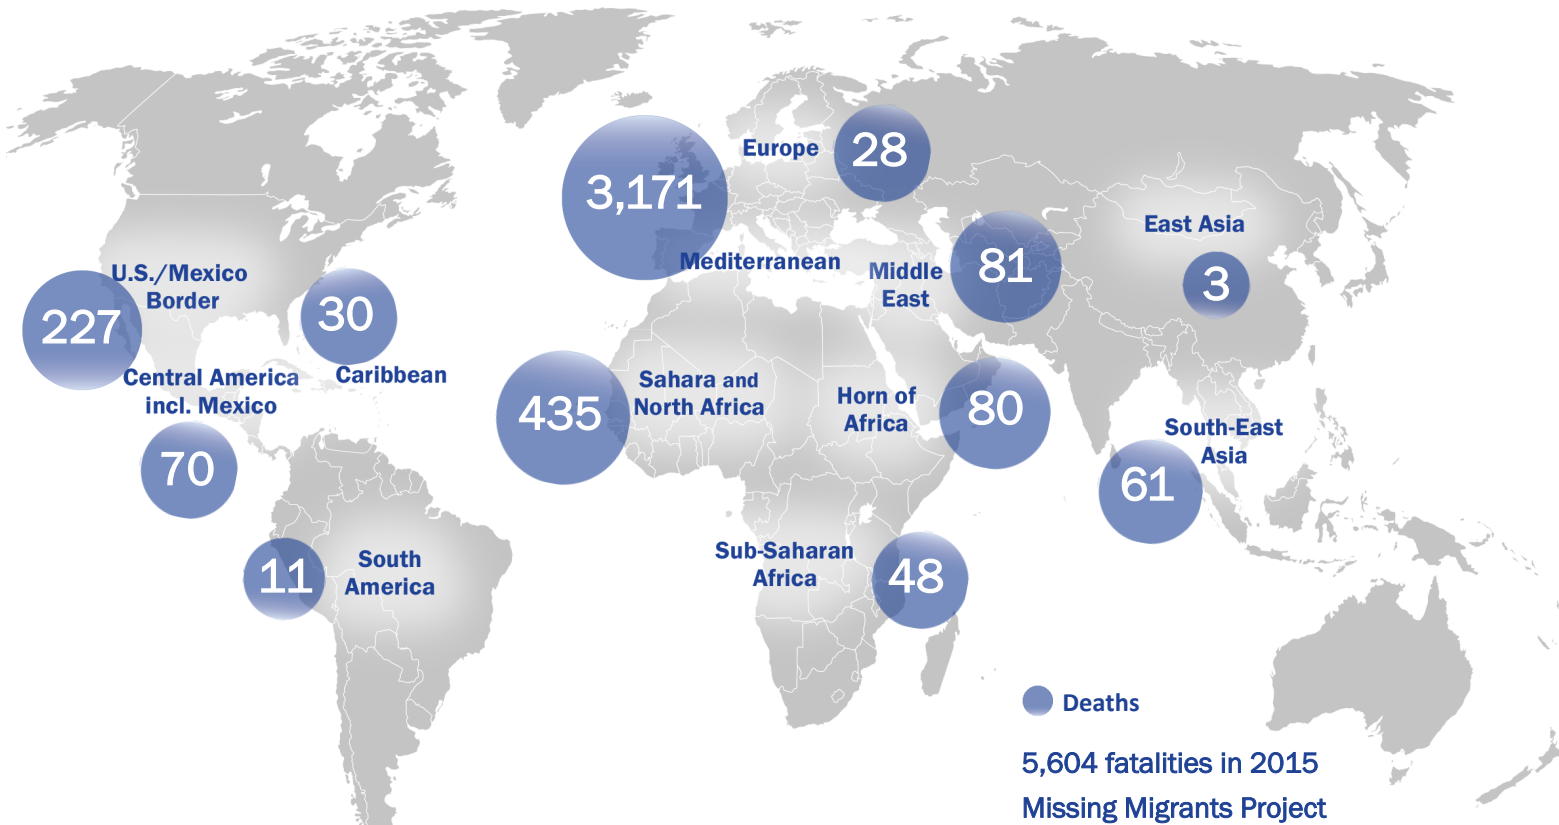 Europe
28
3,171
Mediterranean
East Asia
3
Middle
East
81
U.S./Mexico
Border
227
30
Caribbean
Central America
incl. Mexico
70
435
Sahara and
North Africa
Horn of
Africa
80
South-East
Asia
61
11
South
America
Sub-Saharan
Africa
48
Deaths
5,604 fatalities in 2015
Missing Migrants Project